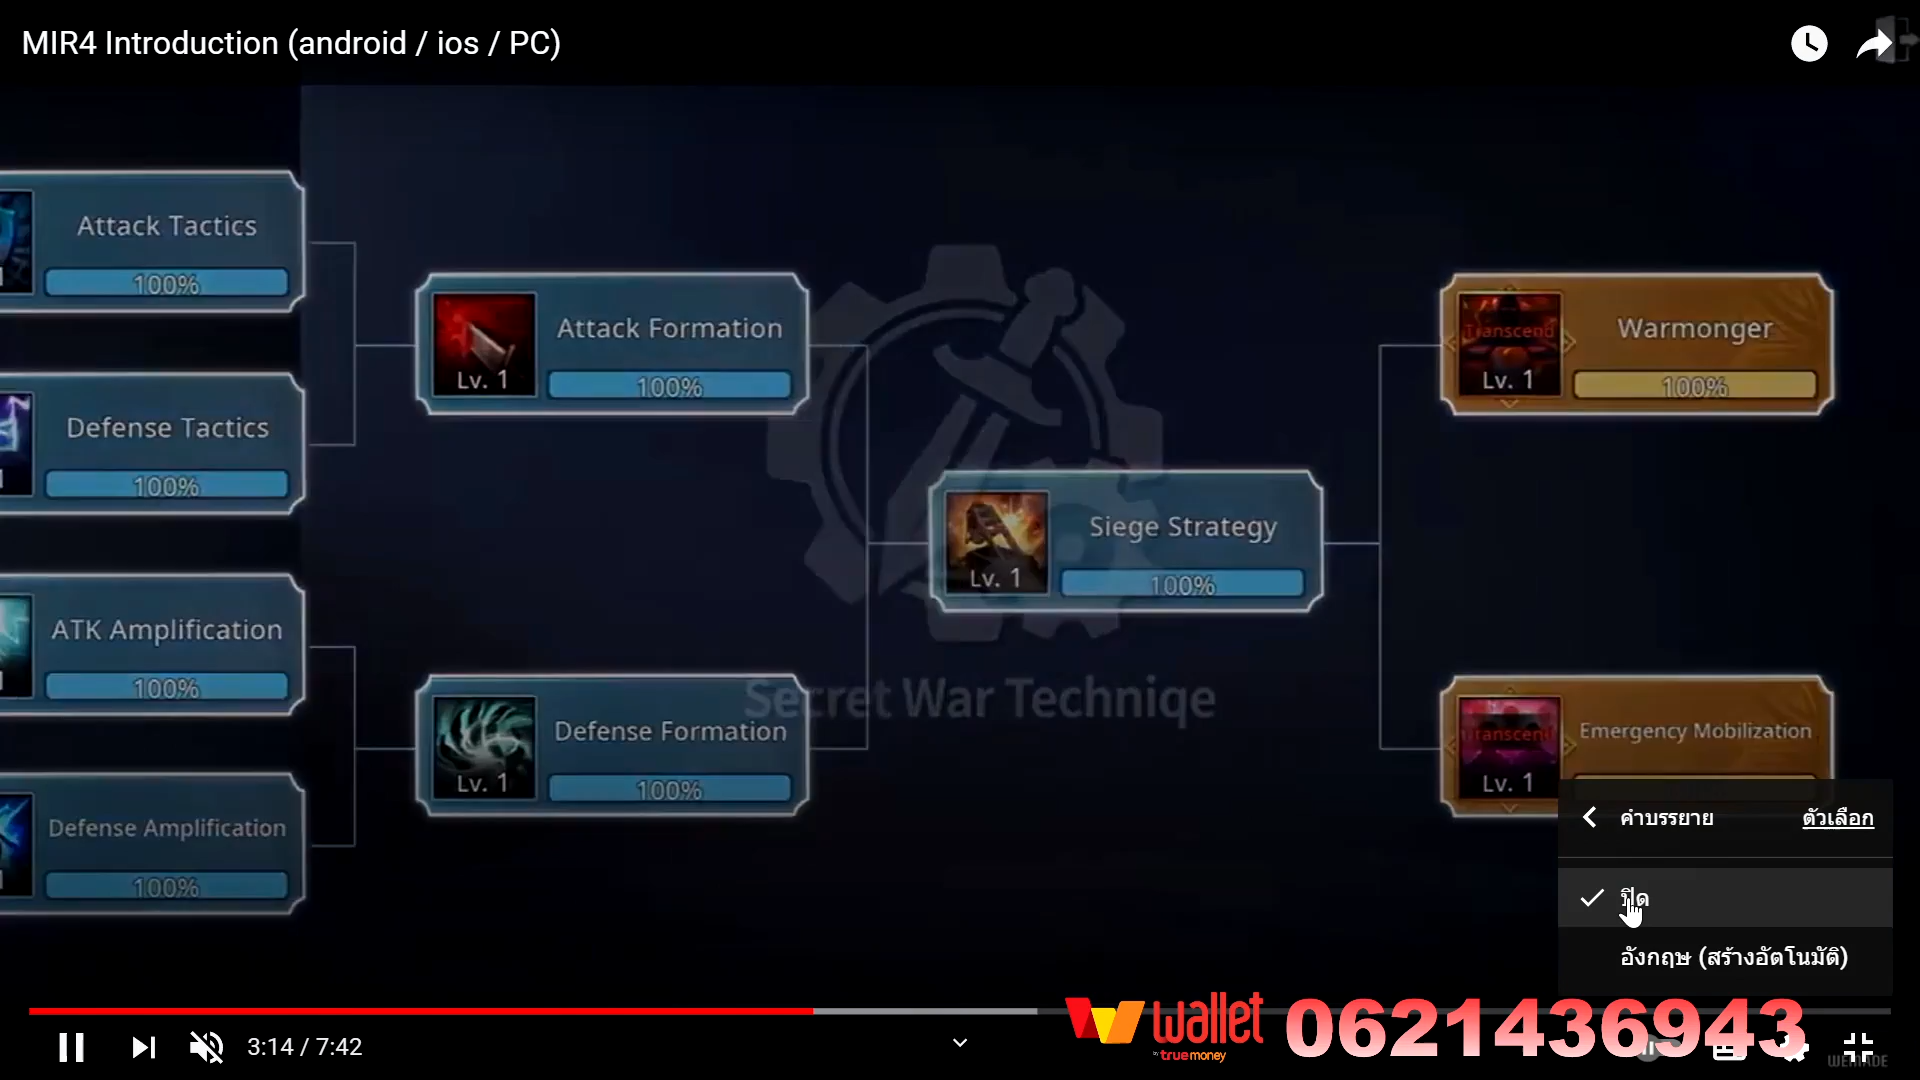 MIR4 Introduction (android / ios / PC)
Attack Tactics
100%
Defense Tactics
100%
ATK Amplification
100%
Defense Amplification
100%
Attack Formation
Lv. 1
100%
Defense Formation
Lv. 1
100%
Siege Strategy
Lv. 1
100%
Secret War Techniqe
Transcend
Warmonger
Lv. 1
100%
Transcend
Emergency Mobilization
Lv. 1
คำบรรยาย ตัวเลือก
ปิด
อังกฤษ (สร้างอัตโนมัติ)
wallet
by truemoney
0621436943
3:14 / 7:42
WEMADE